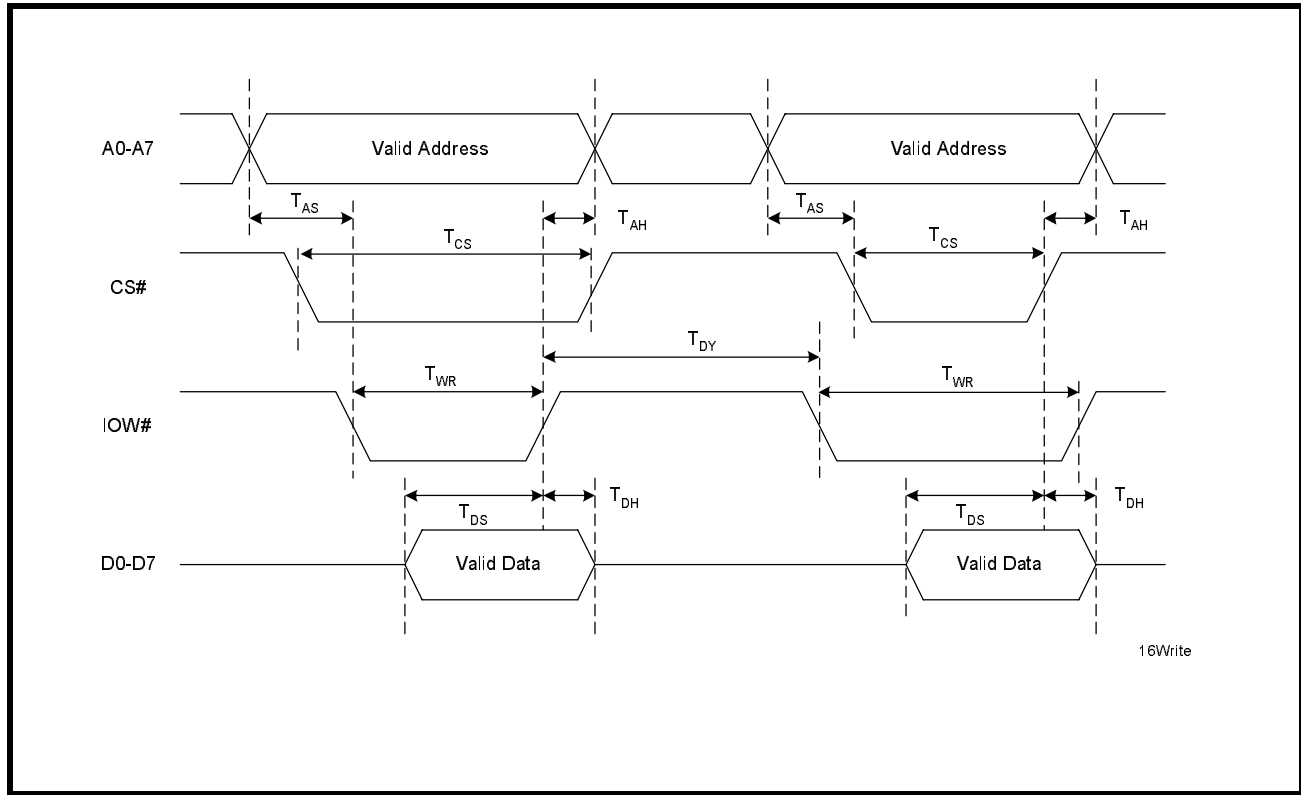 A0-A7
Valid Address
Valid Address
TAS
TAH
TAS
TAH
TCS
TCS
CS#
TDY
TWR
TWR
IOW#
TDH
TDH
TDS
TDS
D0-D7
Valid Data
Valid Data
16Write